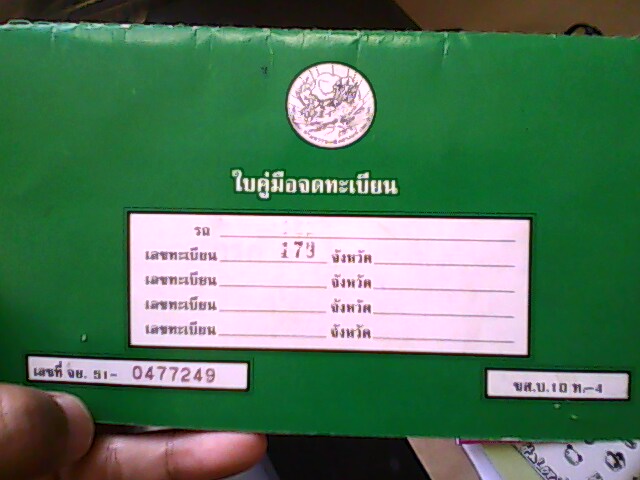 ใบคู่มือจดทะเบียน
รถ
เลขทะเบียน 179 จังหวัด
เลขทะเบียน จังหวัด
เลขทะเบียน จังหวัด
เลขทะเบียน จังหวัด
เลขที่ จย. 51- 0477249
ขส.บ.10 ท.-4